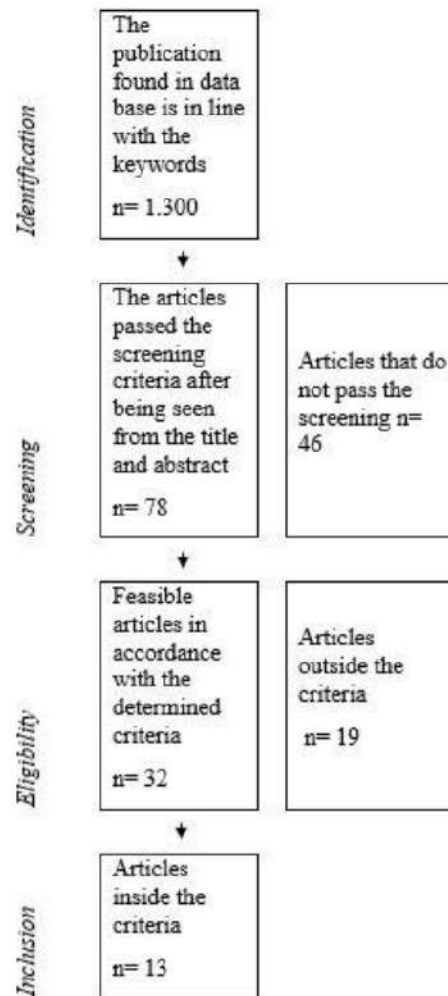 Identification
The
publication
found in data
base is in line
with the
keywords
n= 1.300
Screening
The articles
passed the
screening
criteria after
being seen
from the title
and abstract
n= 78
Articles that do
not pass the
screening n=
46
Eligibility
Feasible
articles in
accordance
with the
determined
criteria
n= 32
Articles
outside the
criteria
n= 19
Inclusion
Articles
inside the
criteria
n= 13